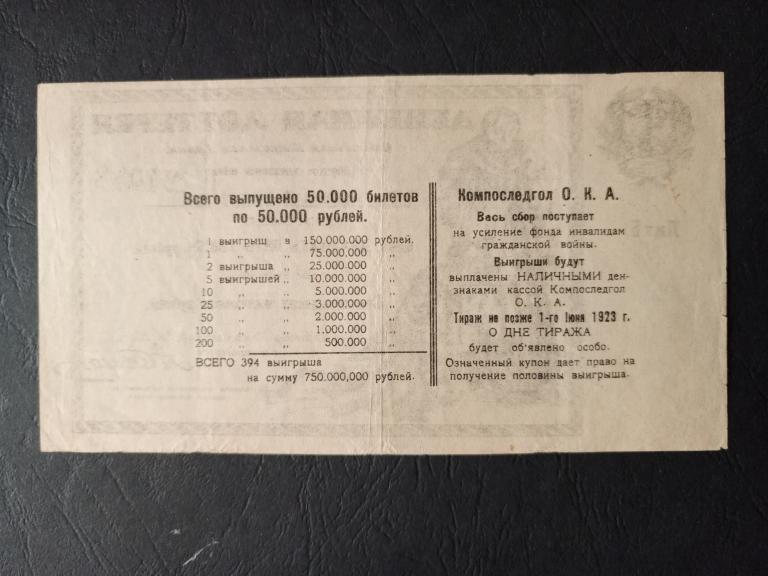 Всего выпущено 50.000 билетов
по 50.000 рублей.
1 выигрыш в 150.000.000 рублей.
1 „ „ 75.000.000 „
2 выигрыша „ 25.000.000 „
5 выигрышей „ 10.000.000 „
10 „ „ 5.000.000 „
25 „ „ 3.000.000 „
50 „ „ 2.000.000 „
100 „ „ 1.000.000 „
200 „ „ 500.000 „
ВСЕГО 394 выигрыша
на сумму 750.000,000 рублей.
Компоследгол О. К. А.
Весь сбор поступает
на усиление фонда инвалидам
гражданской войны.
Выигрыши будут
выплачены НАЛИЧНЫМИ ден-
знаками кассой Компоследгол
О. К. А.
Тираж не позже 1-го Июня 1923 г.
О ДНЕ ТИРАЖА
будет об'явлено особо.
Означенный купон дает право на
получение половины выигрыша.